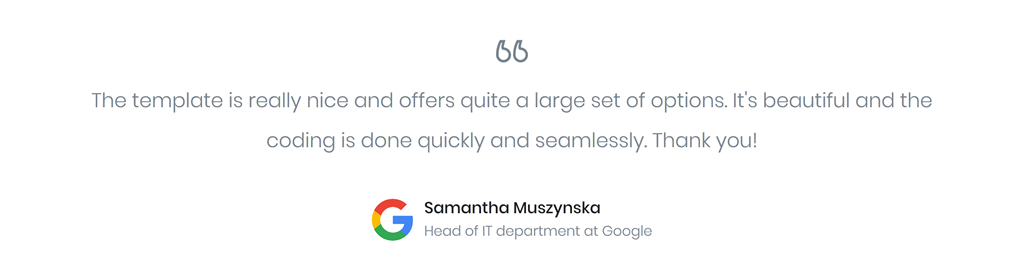 “
The template is really nice and offers quite a large set of options. It's beautiful and the
coding is done quickly and seamlessly. Thank you!
Samantha Muszynska
Head of IT department at Google